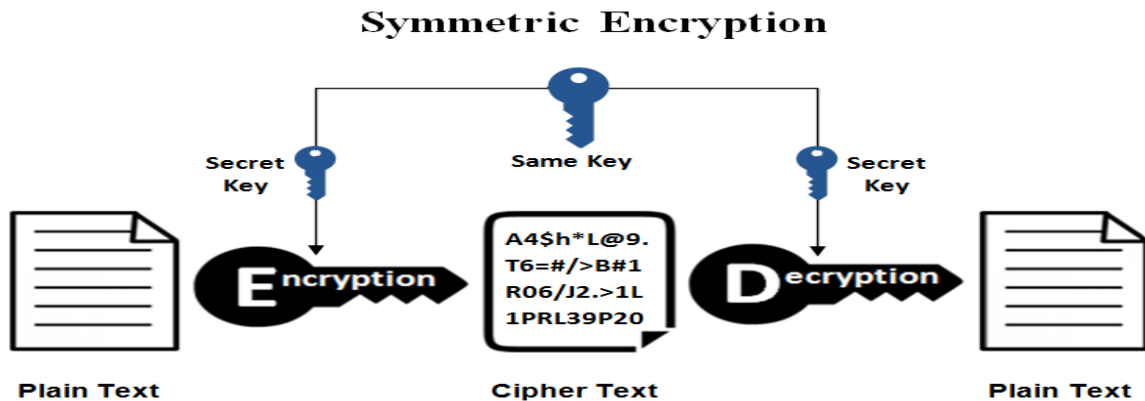 Symmetric Encryption
Secret
Key
Same Key
Secret
Key
Encryption
A4$h*L@9.
T6=#/>B#1
R06/J2.>1L
1PRL39P20
Decryption
Plain Text
Cipher Text
Plain Text